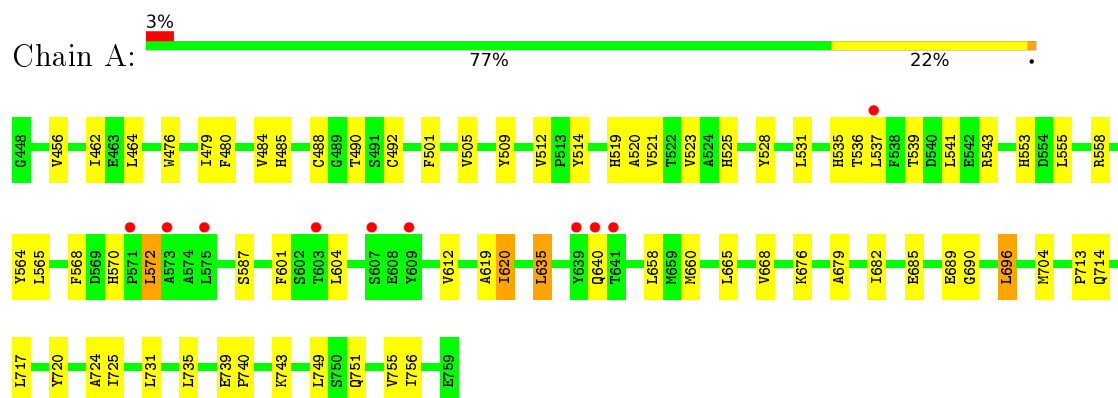 3%
Chain A:
77%
22%
•
G448 V456 I462 E463 L464 W476 I479 F480 V484 H485 C488 G489 T490 S491 C492 F501 V505 Y509 V512 P513 Y514 H519 A520 V521 T522 V523 A524 H525 Y528 L531 H535 T536 L537 F538 T539 D540 L541 E542 R543 H553 D554 L555 R558
Y564 L565 F568 D569 H570 P571 L572 A573 A574 L575 S587 F601 S602 T603 L604 S607 E608 Y609 V612 A619 I620 L635 Y639 Q640 T641 L658 M659 M660 L665 V668 K676 A679 I682 E685 E689 G690 L696 M704 P713 Q714
L717 Y720 A724 I725 L731 L735 E739 P740 K743 L749 S750 Q751 V755 I756 E759